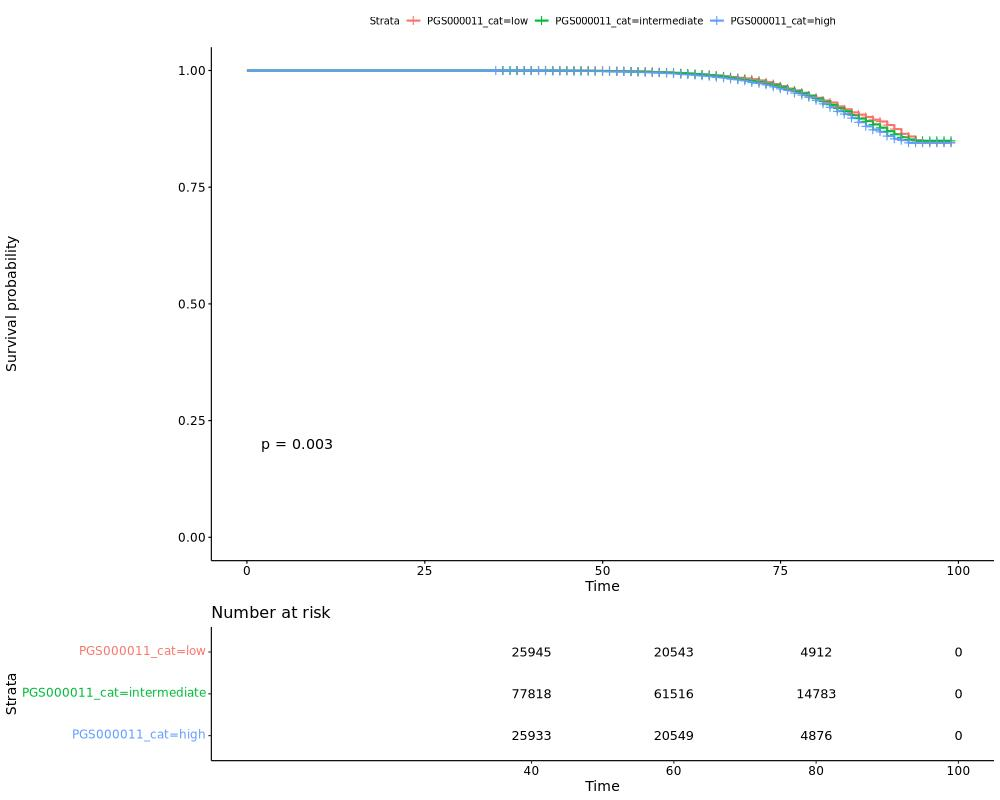 Strata PGS000011_cat=low PGS000011_cat=intermediate PGS000011_cat=high
1.00
0.75
0.50
0.25
0.00
Survival probability
p = 0.003
0 25 50 75 100
Time
Number at risk
Strata
PGS000011_cat=low 25945 20543 4912 0
PGS000011_cat=intermediate 77818 61516 14783 0
PGS000011_cat=high 25933 20549 4876 0
40 60 80 100
Time